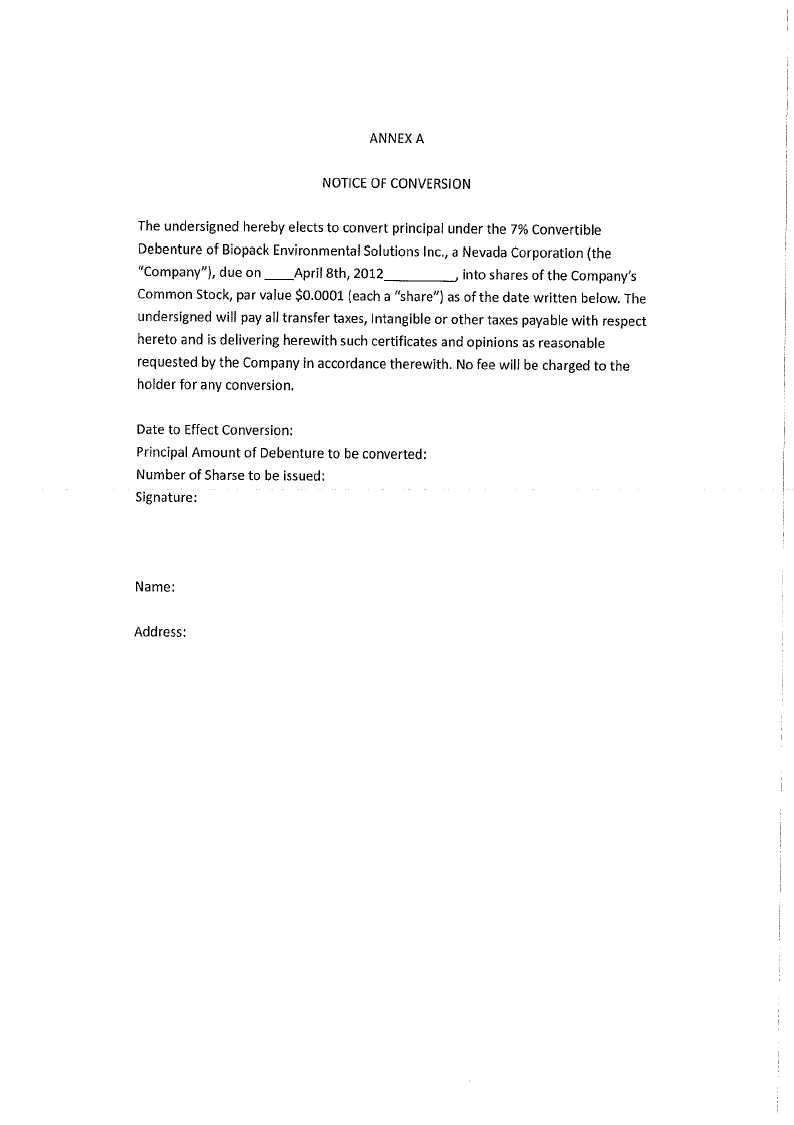 ANNEX A
NOTICE OF CONVERSION
The undersigned hereby elects to convert principal under the 7% Convertible
Debenture of Biopack Environmental Solutions Inc., a Nevada Corporation (the
“Company”), due on ____April 8th, 2012__________, into shares of the Company’s
Common Stock, par value $0.0001 (each a “share”) as of the date written below. The
undersigned will pay all transfer taxes, Intangible or other taxes payable with respect
hereto and is delivering herewith such certificates and opinions as reasonable
requested by the Company in accordance therewith. No fee will be charged to the
holder for any conversion.
Date to Effect Conversion:
Principal Amount of Debenture to be converted:
Number of Sharse to be issued:
Signature:
Name:
Address: